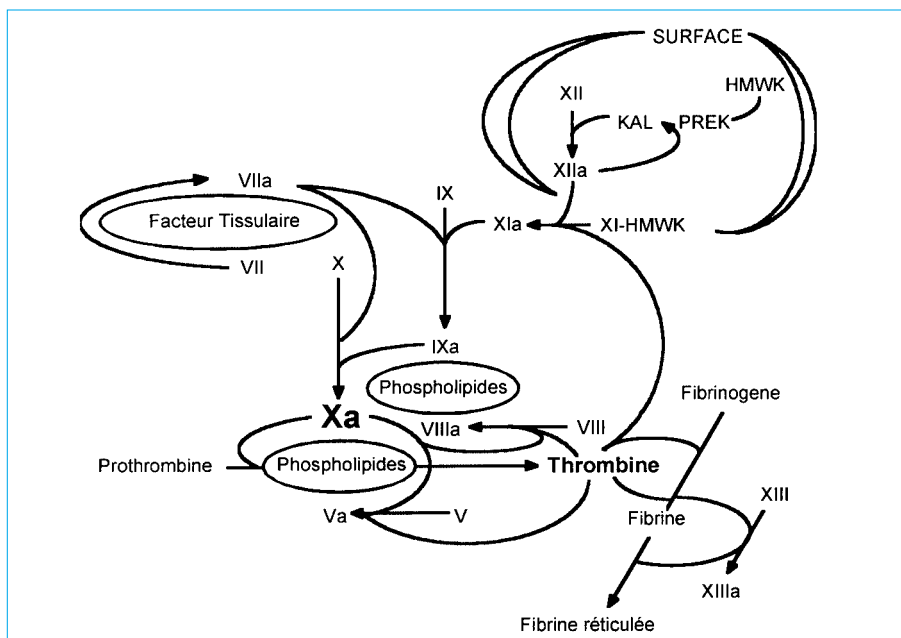 SURFACE
HMWK
XII
KAL
PREK
XIIa
VIIa
IX
Facteur Tissulaire
XIa
XI-HMWK
VII
X
IXa
Phospholipides
Fibrinogene
Xa
VIIIa
VIII
Prothrombine
Phospholipides
Thrombine
XIII
Va
V
Fibrine
XIIIa
Fibrine réticulée